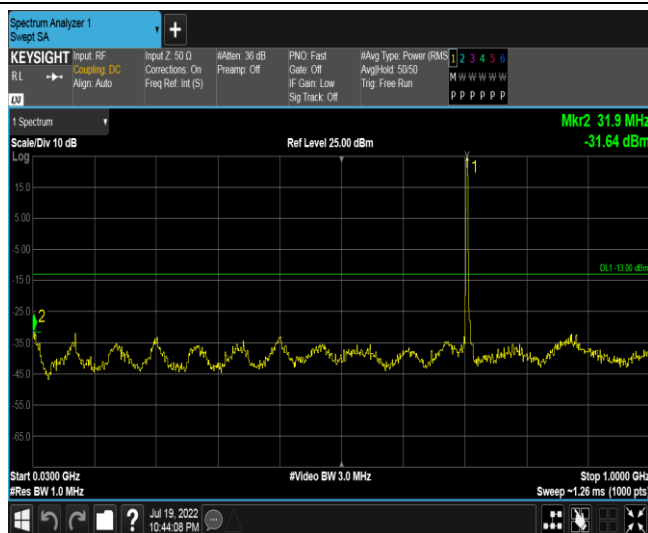 Spectrum Analyzer 1
Swept SA
+
KEYSIGHT
RL
LXI
Input: RF
Coupling: DC
Align: Auto
Input Z: 50 Ω
Corrections: On
Freq Ref: Int (S)
#Atten: 36 dB
Preamp: Off
PNO: Fast
Gate: Off
IF Gain: Low
Sig Track: Off
#Avg Type: Power (RMS
Avg|Hold: 50/50
Trig: Free Run
1 2 3 4 5 6
M W W W W W
P P P P P P
1 Spectrum
Scale/Div 10 dB
Ref Level 25.00 dBm
Mkr2 31.9 MHz
-31.64 dBm
Log
15.0
5.00
-5.00
-15.0
-25.0
-35.0
-45.0
-55.0
-65.0
1
2
DL1 -13.00 dBm
Start 0.0300 GHz
#Res BW 1.0 MHz
#Video BW 3.0 MHz
Stop 1.0000 GHz
Sweep ~1.26 ms (1000 pts)
?
Jul 19, 2022
10:44:08 PM